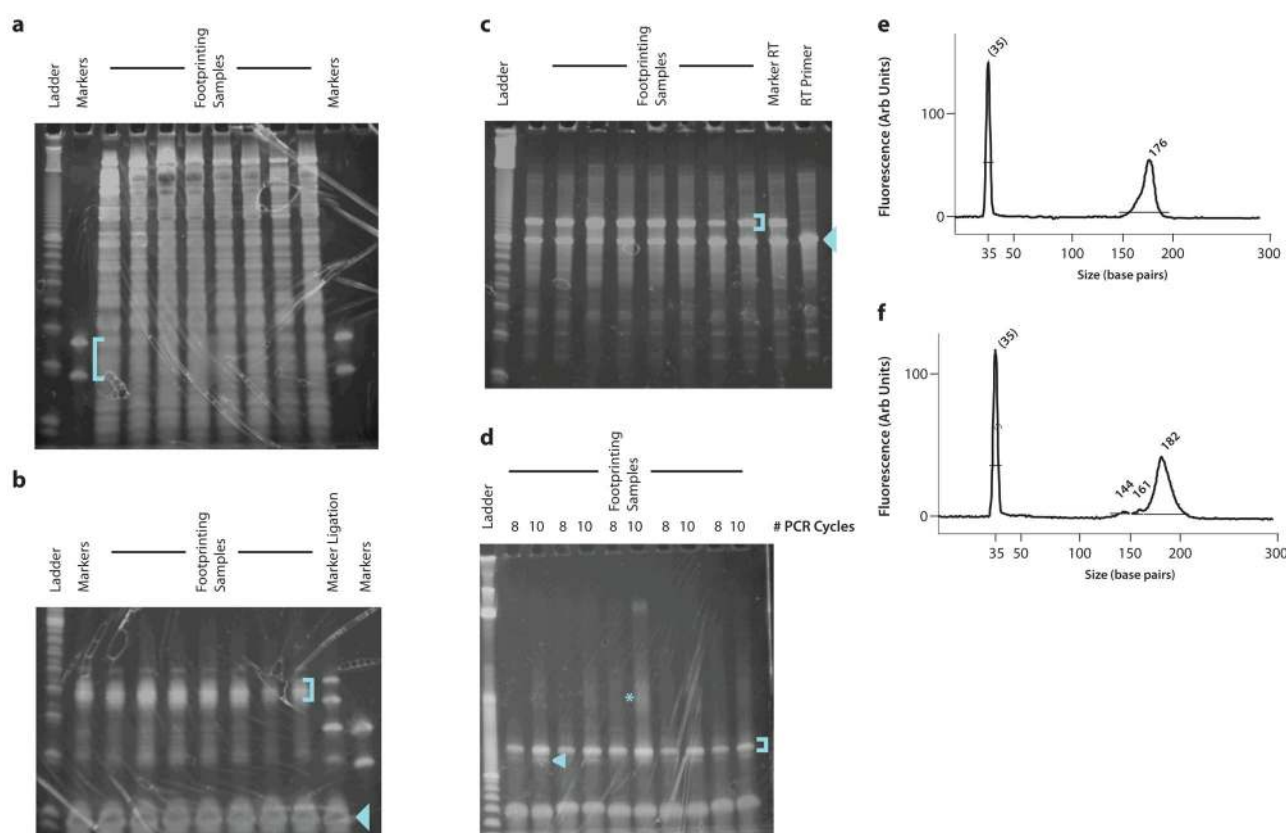 a
Ladder
Markers
Footprinting
Samples
Markers
b
Ladder
Markers
Footprinting
Samples
Marker Ligation
Markers
c
Ladder
Footprinting
Samples
Marker RT
RT Primer
d
Ladder
Footprinting
Samples
8 10 8 10 8 10 8 10 8 10 # PCR Cycles
*
e
Fluorescence (Arb Units)
100
0
(35)
176
35 50 100 150 200 300
Size (base pairs)
f
Fluorescence (Arb Units)
100
0
(35)
144
161
182
35 50 100 150 200 300
Size (base pairs)